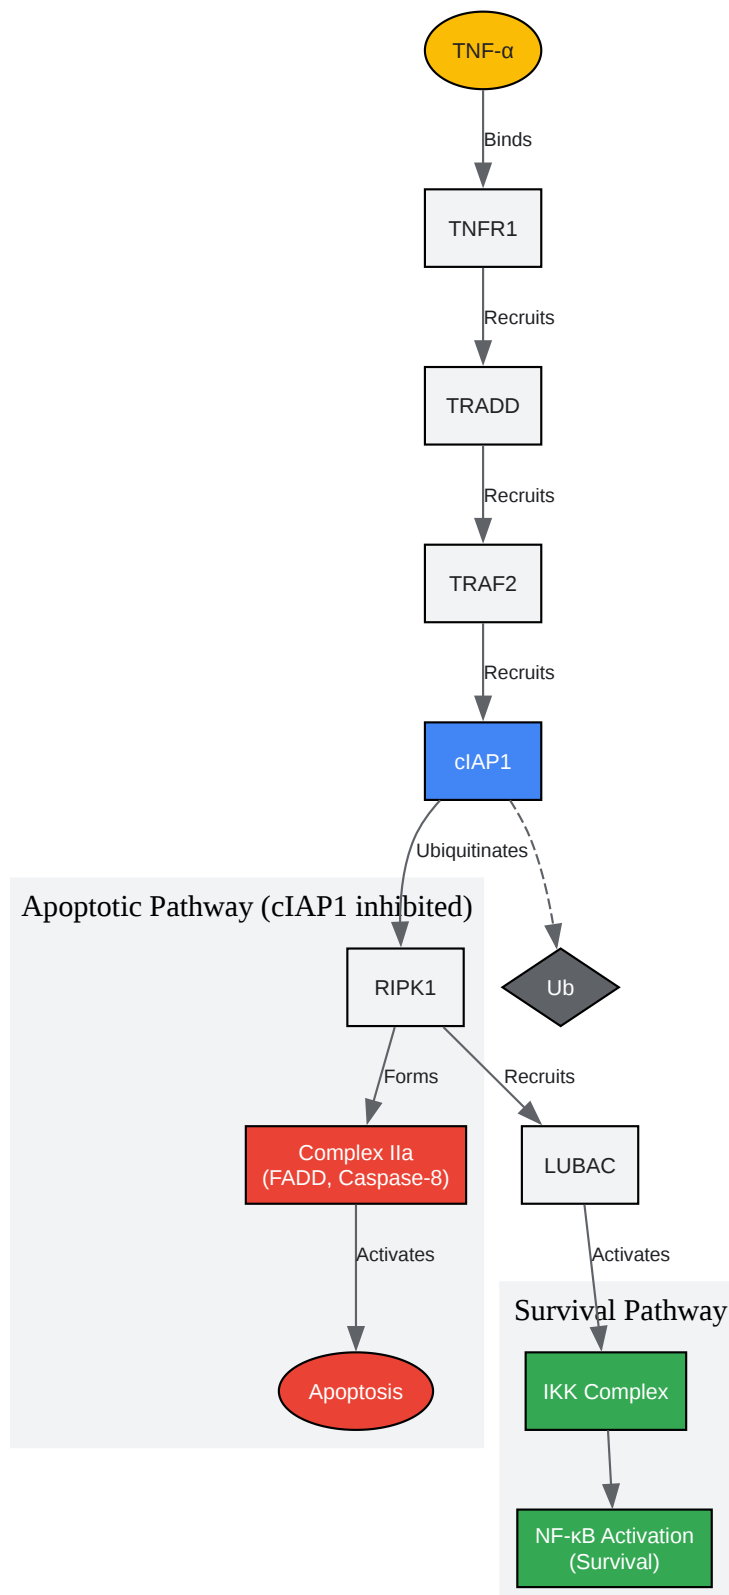 TNF-α
Binds
TNFR1
Recruits
TRADD
Recruits
TRAF2
Recruits
cIAP1
Ubiquitinates
Apoptotic Pathway (cIAP1 inhibited)
RIPK1
Ub
Forms
Recruits
Complex IIa
(FADD, Caspase-8)
LUBAC
Activates
Activates
Survival Pathway
Apoptosis
IKK Complex
NF-κB Activation
(Survival)